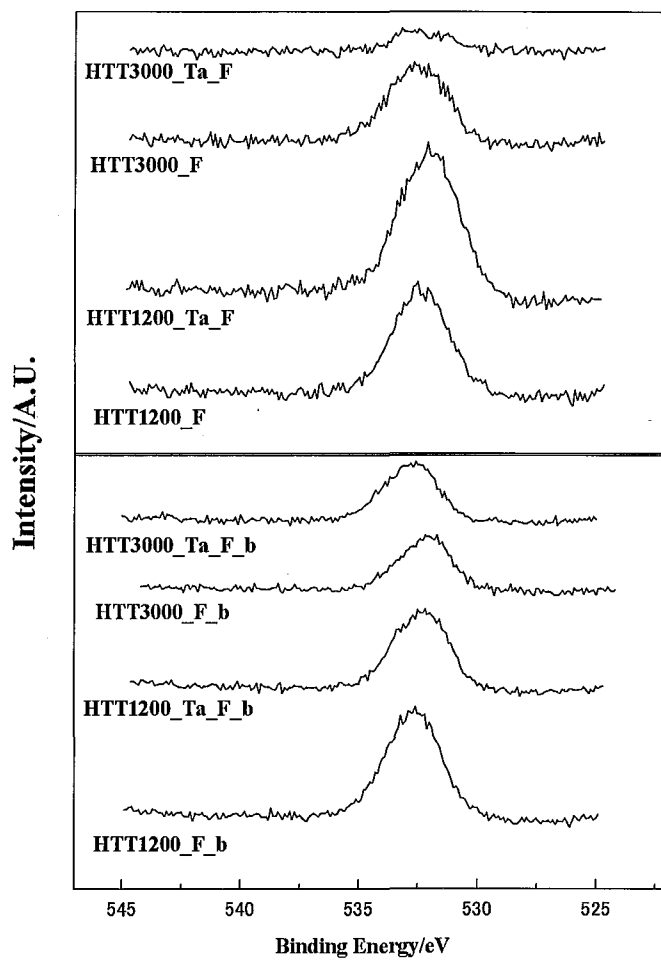 HTT3000_Ta_F
HTT3000_F
HTT1200_Ta_F
HTT1200_F
Intensity/A.U.
HTT3000_Ta_F_b
HTT3000_F_b
HTT1200_Ta_F_b
HTT1200_F_b
545 540 535 530 525
Binding Energy/eV